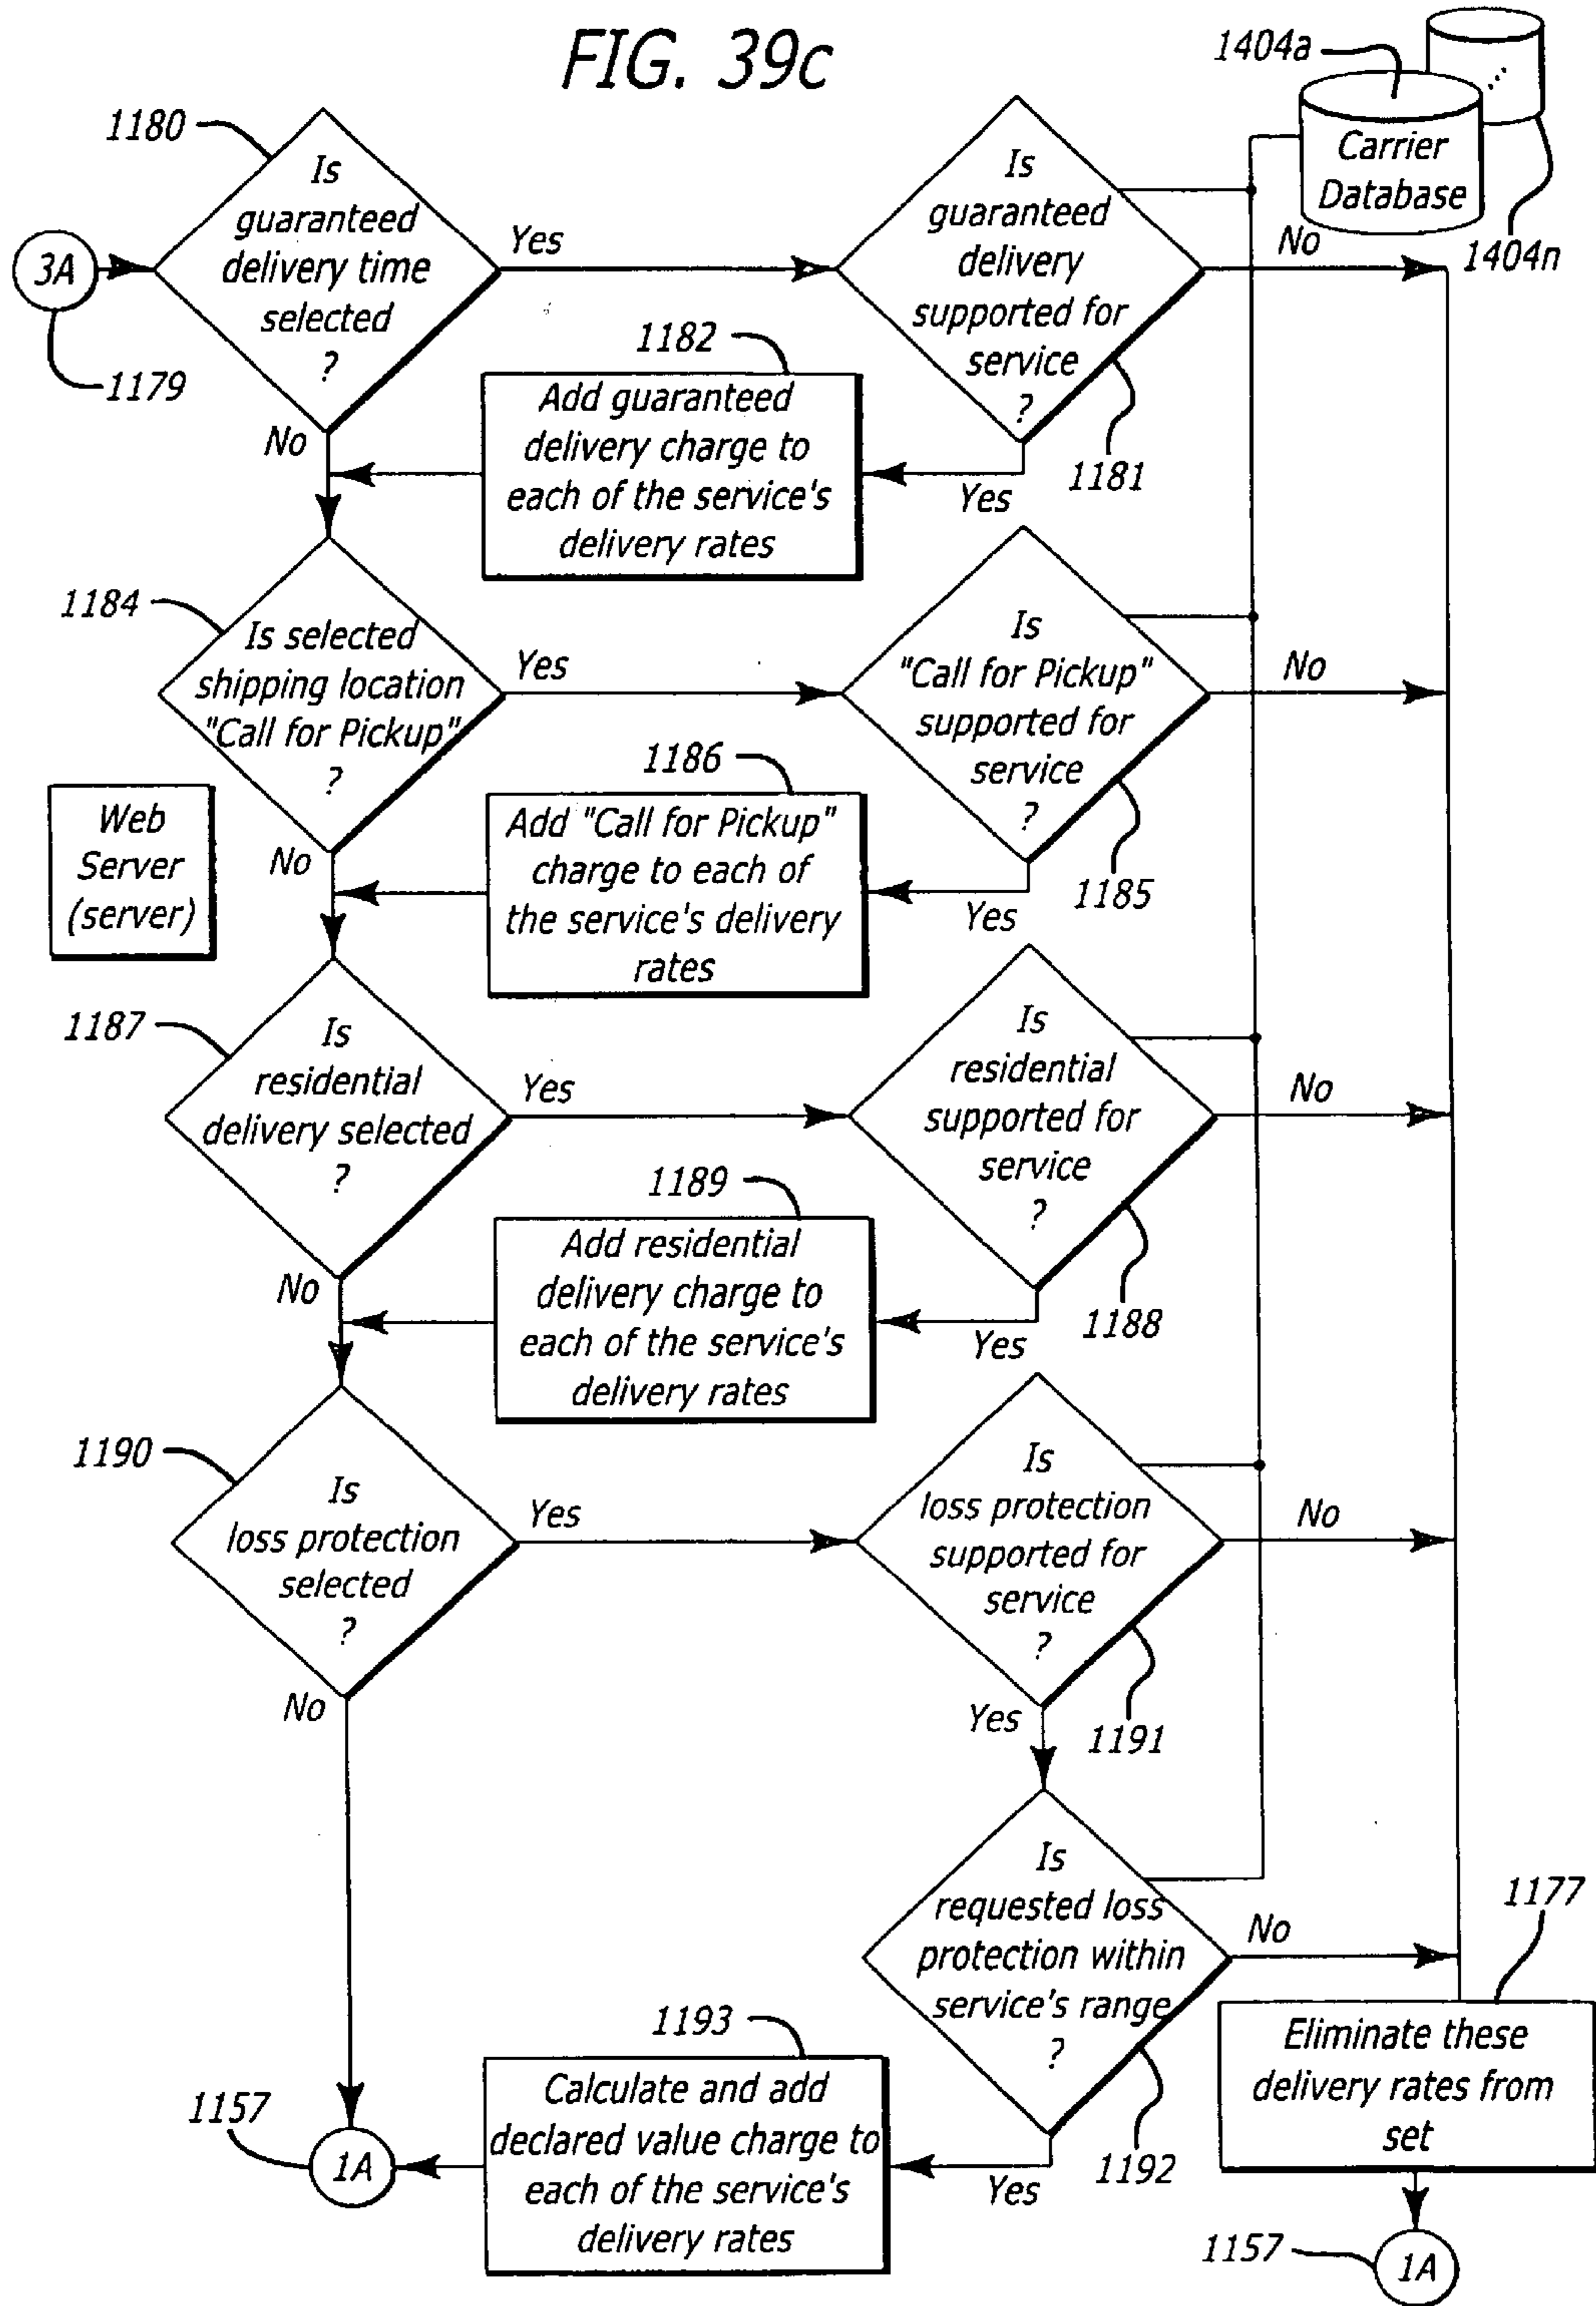 FIG. 39c
1404a
Carrier
Database
1404n
1180
Is
guaranteed
delivery time
selected
?
Yes
Is
guaranteed
delivery
supported for
service
?
No
3A
1179
1182
Add guaranteed
delivery charge to
each of the service's
delivery rates
No
Yes
1181
1184
Is selected
shipping location
"Call for Pickup"
?
Yes
Is
"Call for Pickup"
supported for
service
?
No
Web
Server
(server)
1186
Add "Call for Pickup"
charge to each of
the service's delivery
rates
No
Yes
1185
1187
Is
residential
delivery selected
?
Yes
Is
residential
supported for
service
?
No
1189
Add residential
delivery charge to
each of the service's
delivery rates
No
Yes
1188
1190
Is
loss protection
selected
?
Yes
Is
loss protection
supported for
service
?
No
No
Yes
1191
Is
requested loss
protection within
service's range
?
No
1177
Eliminate these
delivery rates from
set
1193
Calculate and add
declared value charge to
each of the service's
delivery rates
Yes
1192
1157
1A
1157
1A